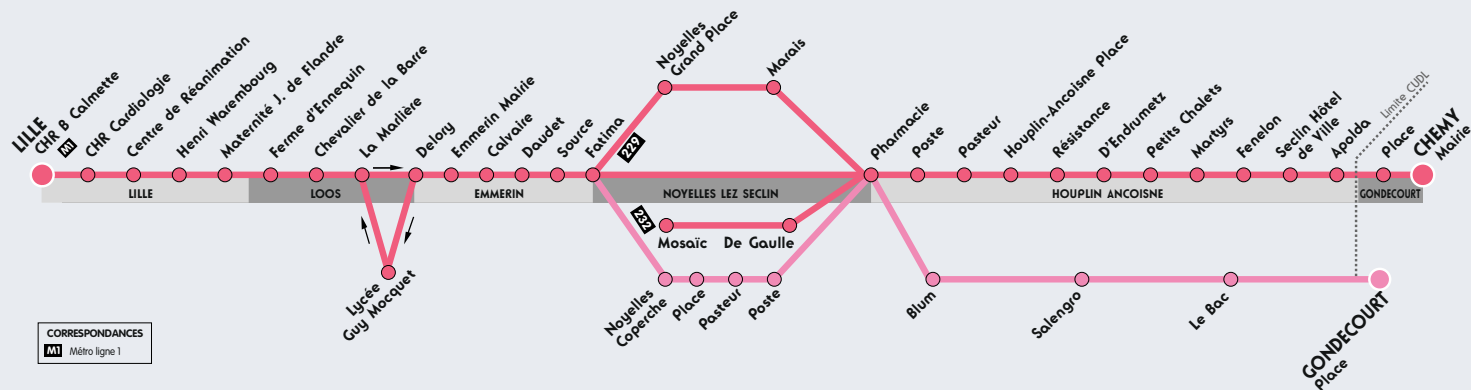 LILLE
CHR B Calmette
M1
CHR Cardiologie
Centre de Réanimation
Henri Warembourg
Maternité J. de Flandre
Ferme d'Ennequin
Chevalier de la Barre
La Marlière
Delory
Emmerin Mairie
Calvaire
Daudet
Source
Fatima
229
Noyelles
Grand Place
Marais
Pharmacie
Poste
Pasteur
Houplin-Ancoisne Place
Résistance
D'Endrumetz
Petits Chalets
Martyrs
Fenelon
Seclin Hôtel
de Ville
Apolda
Limite CUDL
Place
CHEMY
Mairie
LILLE
LOOS
EMMERIN
NOYELLES LEZ SECLIN
HOUPLIN ANCOISNE
GONDECOURT
232
Mosaïc
De Gaulle
Lycée
Guy Mocquet
Noyelles
Coperche
Place
Pasteur
Poste
Blum
Salengro
Le Bac
GONDECOURT
Place
CORRESPONDANCES
M1 Métro ligne 1